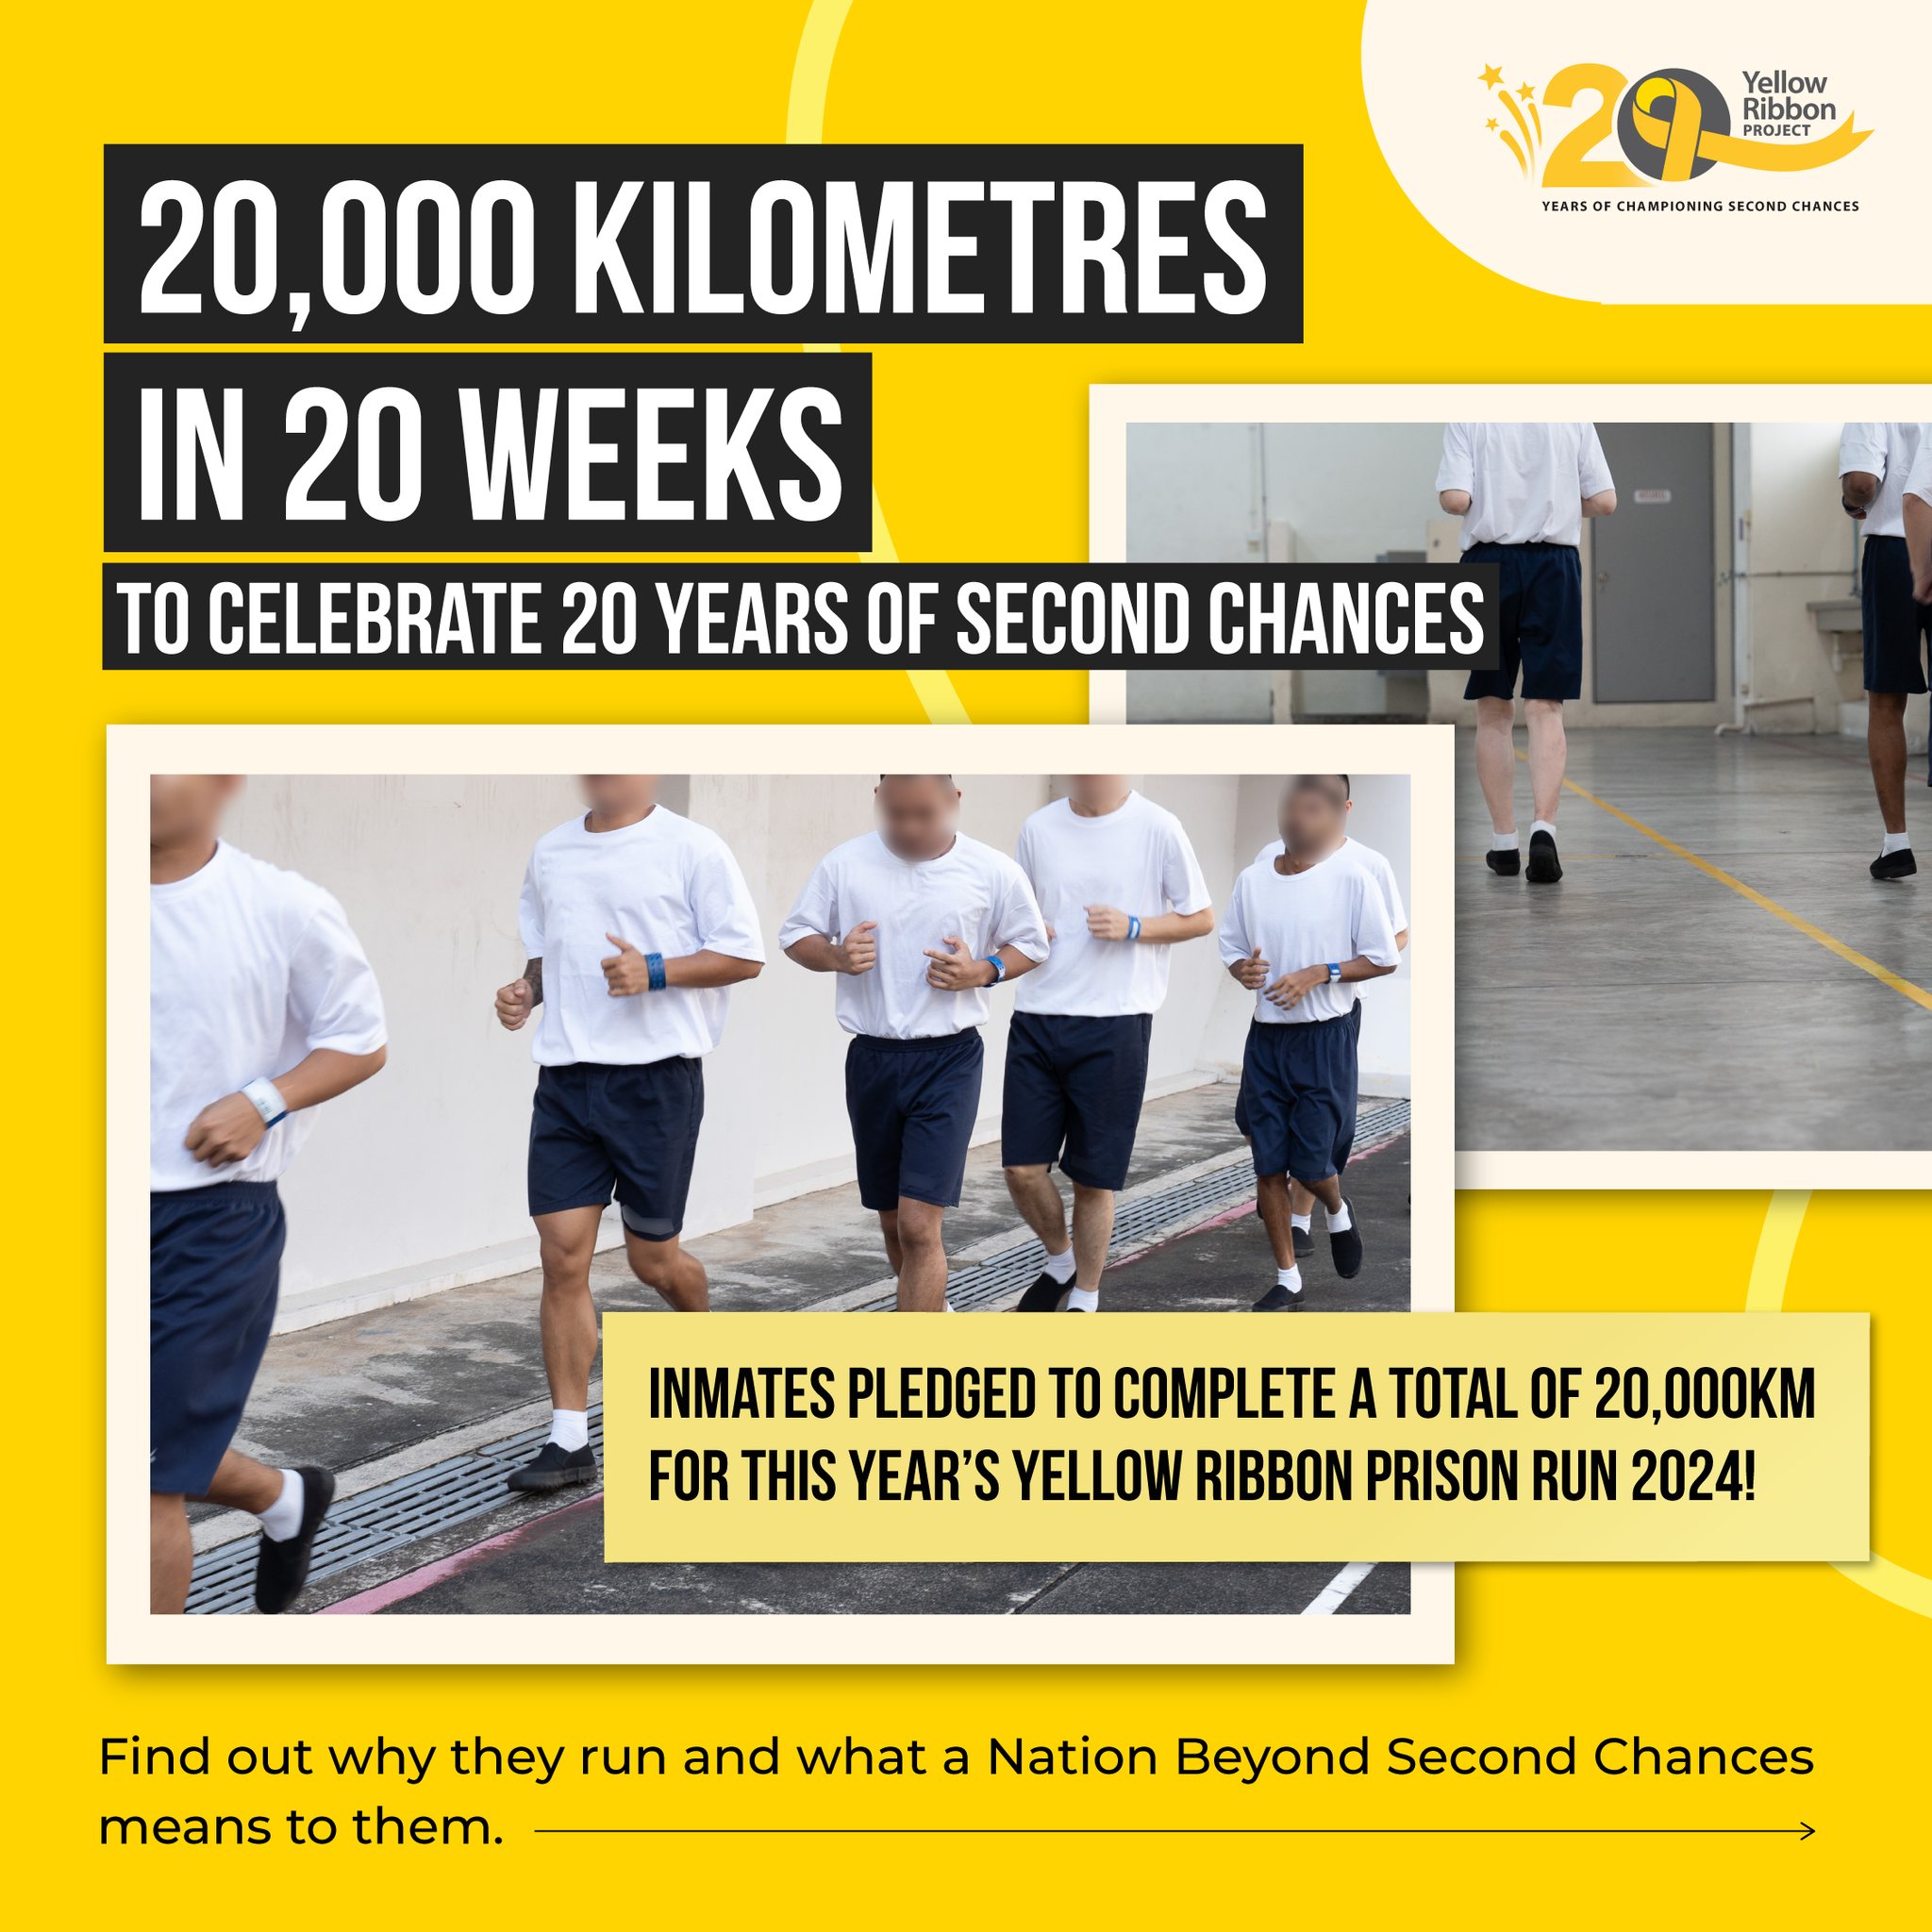 20 Yellow
Ribbon
PROJECT
YEARS OF CHAMPIONING SECOND CHANCES
20,000 KILOMETRES
IN 20 WEEKS
TO CELEBRATE 20 YEARS OF SECOND CHANCES
INMATES PLEDGED TO COMPLETE A TOTAL OF 20,000KM
FOR THIS YEAR’S YELLOW RIBBON PRISON RUN 2024!
Find out why they run and what a Nation Beyond Second Chances
means to them.